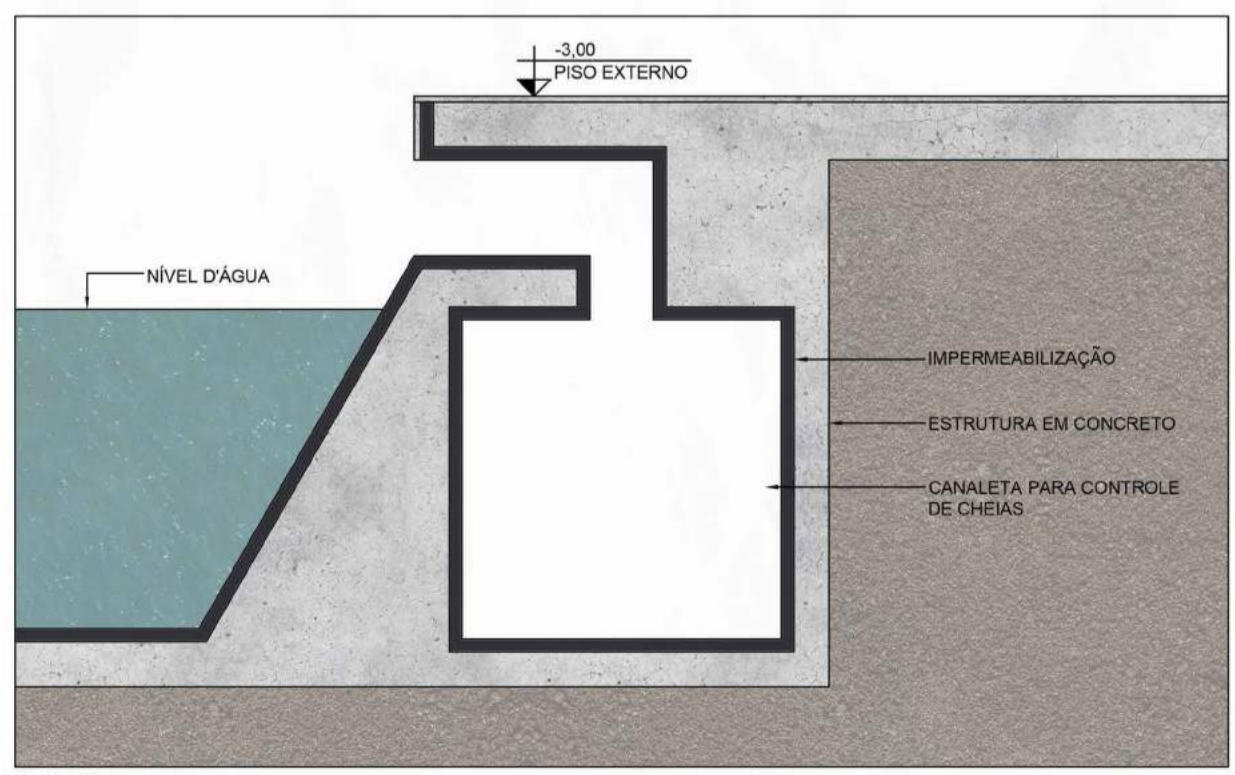 -3,00
PISO EXTERNO
NÍVEL D'ÁGUA
IMPERMEABILIZAÇÃO
ESTRUTURA EM CONCRETO
CANALETA PARA CONTROLE
DE CHEIAS